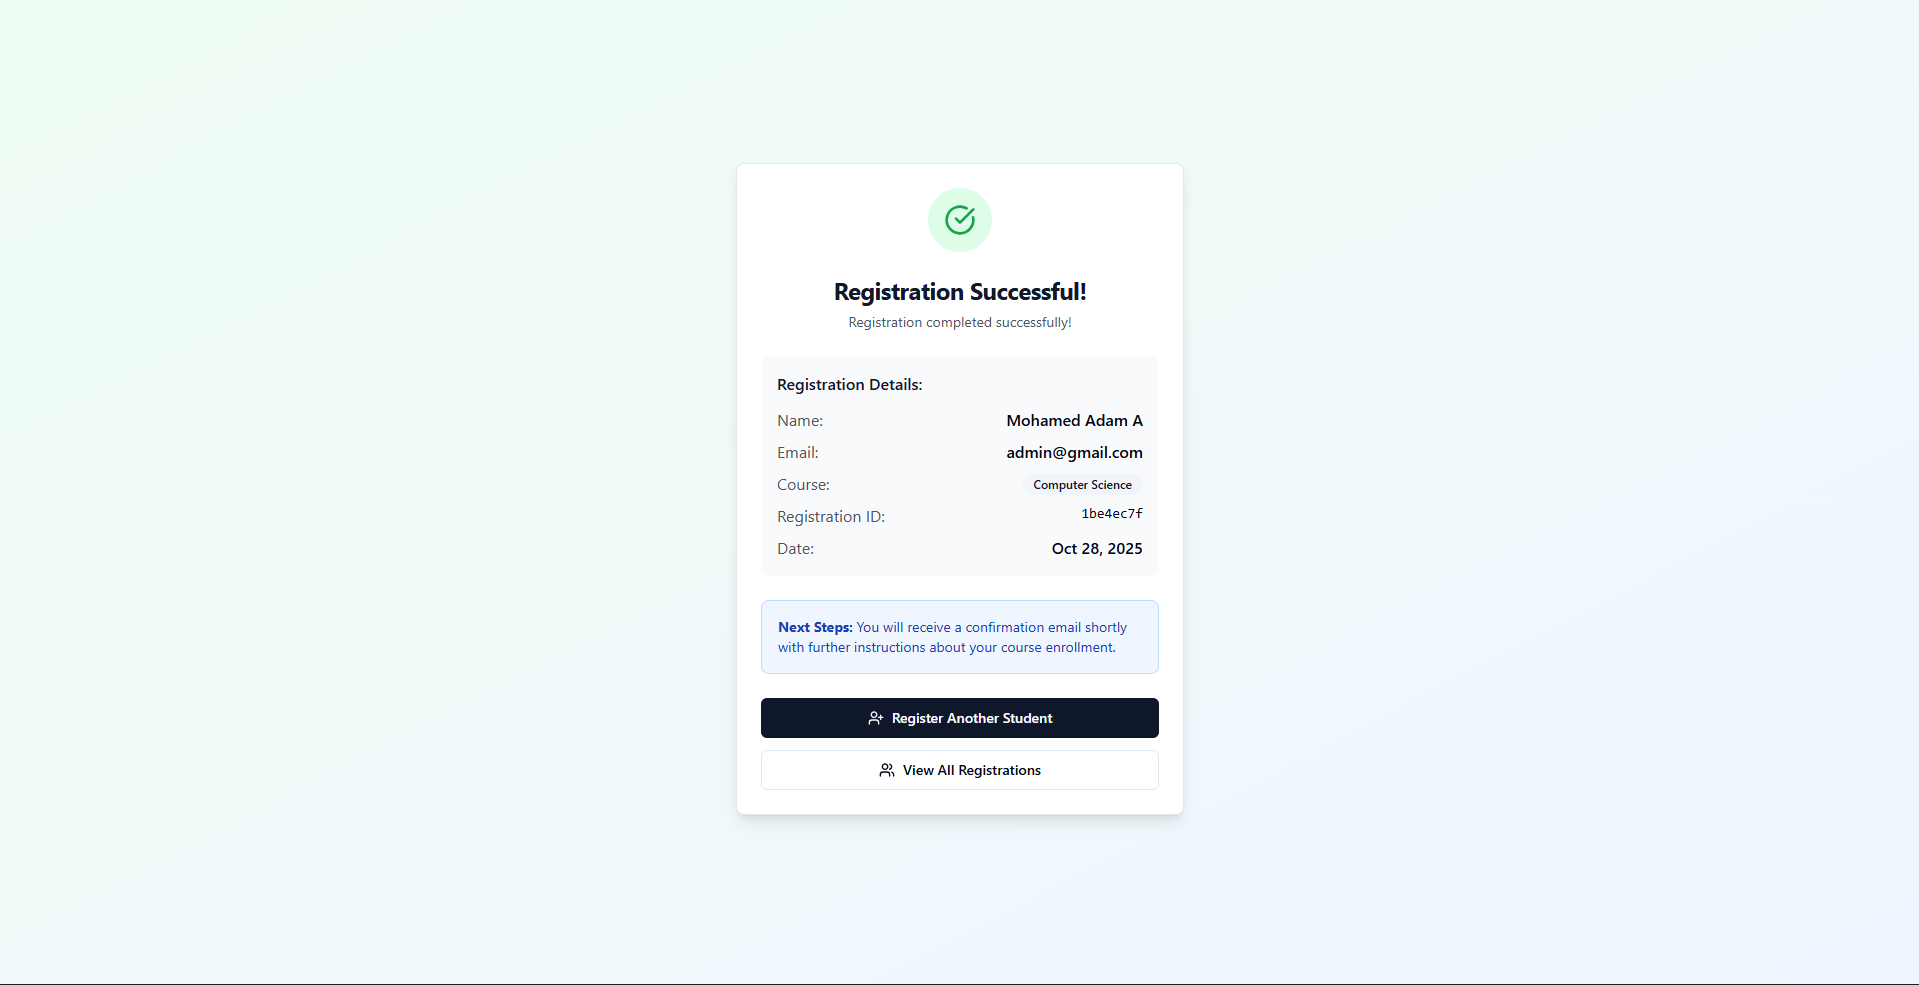 Registration Successful!
Registration completed successfully!
Registration Details:
Name: Mohamed Adam A
Email: admin@gmail.com
Course: Computer Science
Registration ID: 1be4ec7f
Date: Oct 28, 2025
Next Steps: You will receive a confirmation email shortly
with further instructions about your course enrollment.
Register Another Student
View All Registrations